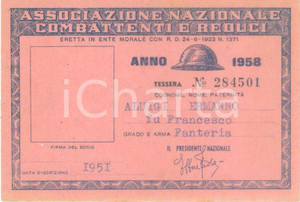 ASSOCIAZIONE NAZIONALE
COMBATTENTI E REDUCI
ERETTA IN ENTE MORALE CON R. D. 24-6-1923 N. 1371
ANNO 1958
TESSERA № 284501
COGNOME, NOME, PATERNITÀ
ALUIGI ERMANNO
fu Francesco
GRADO E ARMA Fanteria
IL PRESIDENTE NAZIONALE
FIRMA DEL SOCIO
DATA D'ISCRIZIONE 1951